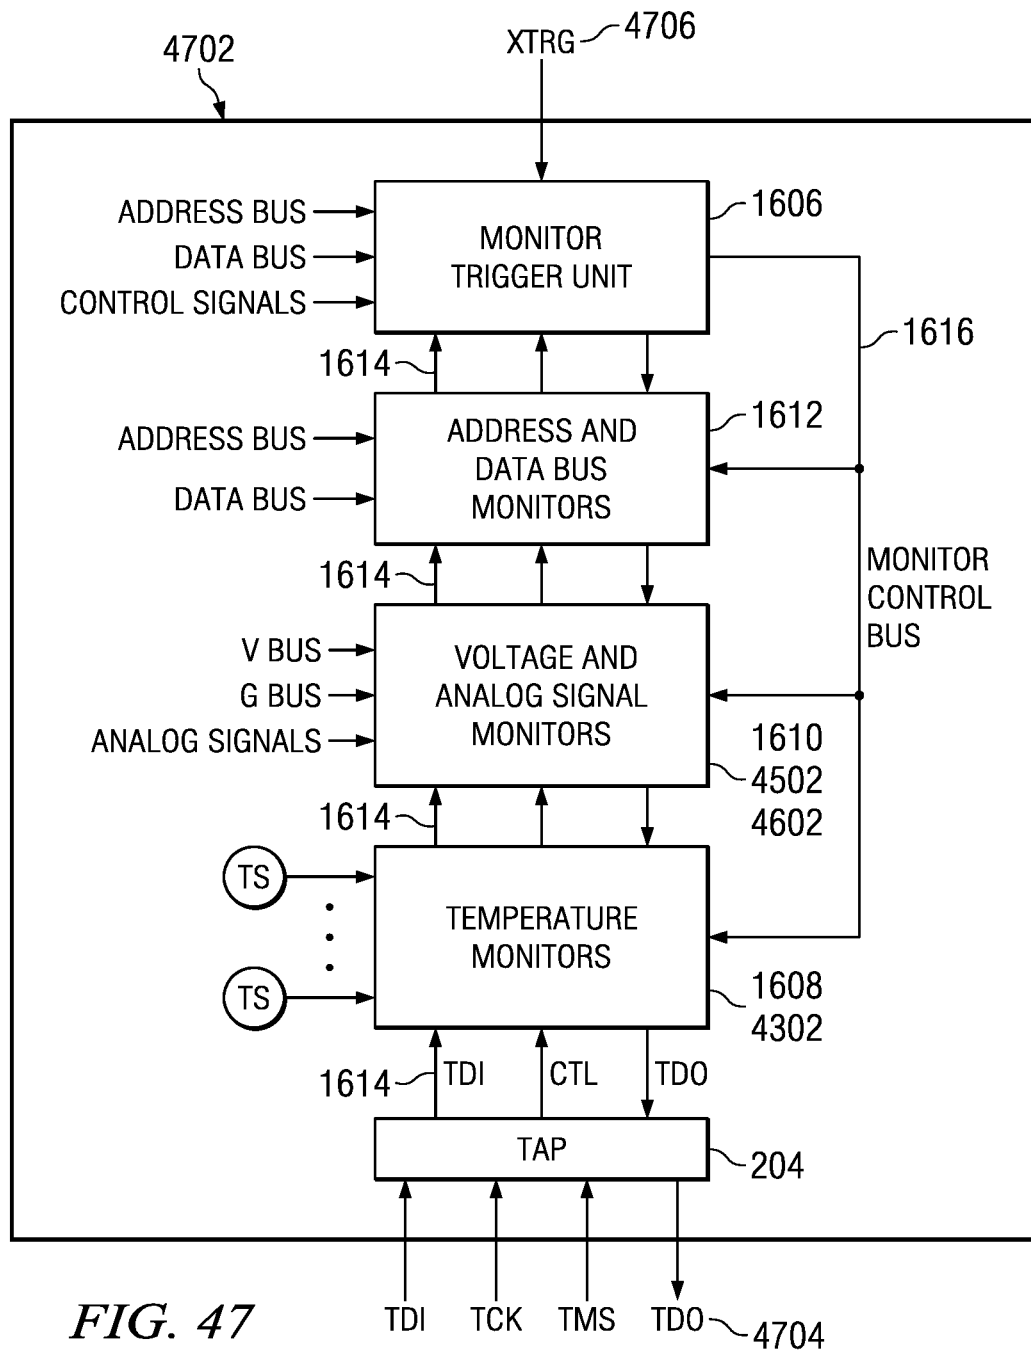 4702
XTRG 4706
ADDRESS BUS
DATA BUS
CONTROL SIGNALS
MONITOR
TRIGGER UNIT
1606
1616
1614
ADDRESS BUS
DATA BUS
ADDRESS AND
DATA BUS
MONITORS
1612
1614
MONITOR
CONTROL
BUS
V BUS
G BUS
ANALOG SIGNALS
VOLTAGE AND
ANALOG SIGNAL
MONITORS
1610
4502
4602
1614
TS
TS
TEMPERATURE
MONITORS
1608
4302
1614 TDI CTL TDO
TAP
204
TDI TCK TMS TDO 4704
FIG. 47